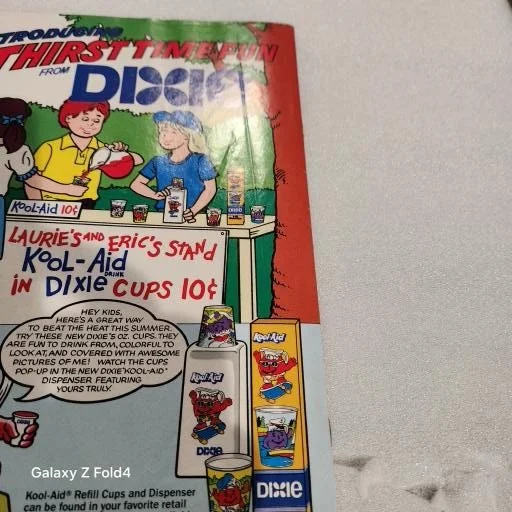 TRODUCING
THIRST TIME FUN
FROM DIXIE
KOOL-AID 10¢
LAURIE'S AND ERIC'S STAND
KOOL-AID DRINK
IN DIXIE CUPS 10¢
HEY KIDS,
HERE'S A GREAT WAY
TO BEAT THE HEAT THIS SUMMER.
TRY THESE NEW DIXIE 5 OZ. CUPS. THEY
ARE FUN TO DRINK FROM, COLORFUL TO
LOOK AT, AND COVERED WITH AWESOME
PICTURES OF ME! WATCH THE CUPS
POP-UP IN THE NEW DIXIE "KOOL-AID"
DISPENSER FEATURING
YOURS TRULY.
Kool-Aid
Kool-Aid
DIXIE
DIXIE
Galaxy Z Fold4
Kool-Aid® Refill Cups and Dispenser
can be found in your favorite retail